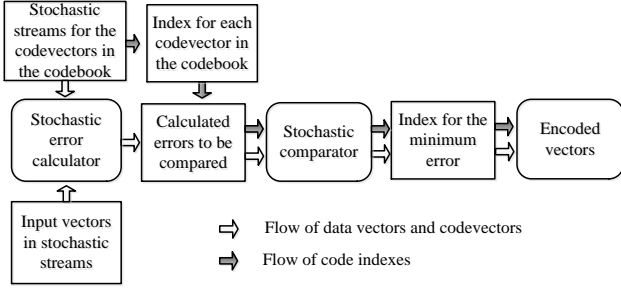 Stochastic
streams for the
codevectors in
the codebook
Index for each
codevector in
the codebook
Stochastic
error
calculator
Calculated
errors to be
compared
Stochastic
comparator
Index for the
minimum
error
Encoded
vectors
Input vectors
in stochastic
streams
Flow of data vectors and codevectors
Flow of code indexes